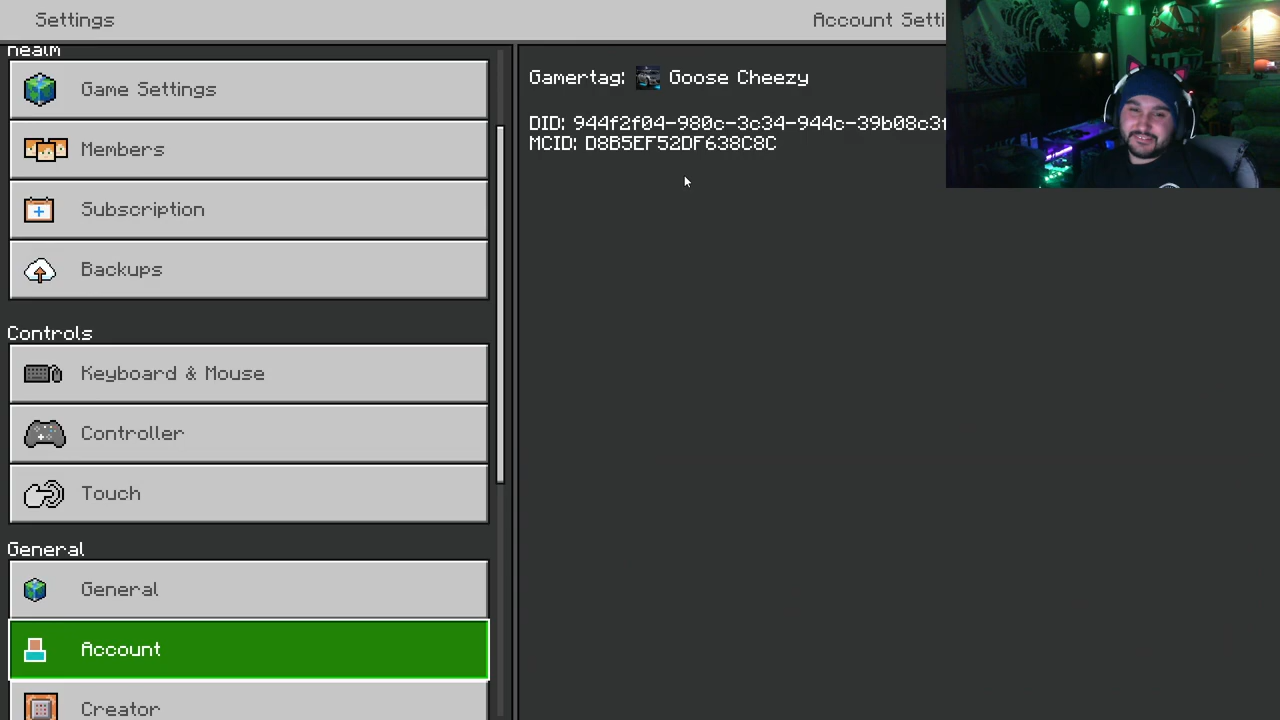 Settings
Account Setti
Realm
Game Settings
Members
Subscription
Backups
Controls
Keyboard & Mouse
Controller
Touch
General
General
Account
Creator
Gamertag: Goose Cheezy
DID: 944f2f04-980c-3c34-944c-39b08c3f
MCID: D8B5EF52DF638C8C